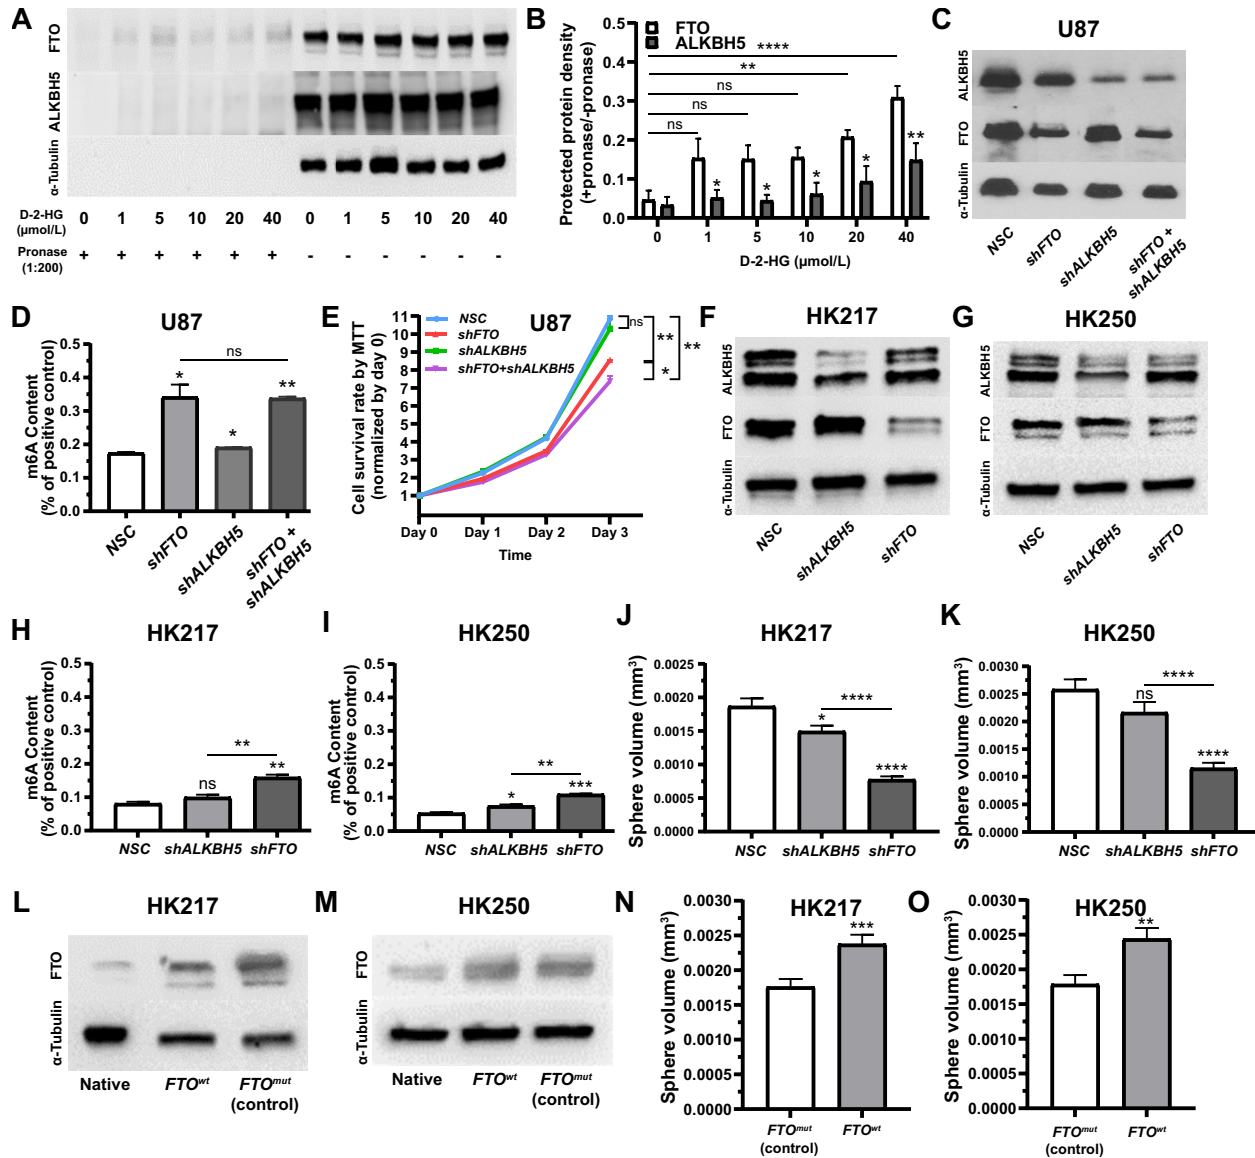 A
FTO
ALKBH5
α-Tubulin
D-2-HG
(μmol/L)
0 1 5 10 20 40 0 1 5 10 20 40
Pronase
(1:200)
+ + + + + + - - - - - -
B
Protected protein density
(+pronase/-pronase)
FTO
ALKBH5
0.5
0.4
0.3
0.2
0.1
0.0
****
**
ns
ns
ns
* * * * **
0 1 5 10 20 40
D-2-HG (μmol/L)
C
U87
ALKBH5
FTO
α-Tubulin
NSC
shFTO
shALKBH5
shFTO +
shALKBH5
D
U87
m6A Content
(% of positive control)
0.5
0.4
0.3
0.2
0.1
0.0
ns
* * **
NSC
shFTO
shALKBH5
shFTO +
shALKBH5
E
U87
Cell survival rate by MTT
(normalized by day 0)
11
10
9
8
7
6
5
4
3
2
1
NSC
shFTO
shALKBH5
shFTO+shALKBH5
ns
**
*
**
Day 0 Day 1 Day 2 Day 3
Time
F
HK217
ALKBH5
FTO
α-Tubulin
NSC
shALKBH5
shFTO
G
HK250
ALKBH5
FTO
α-Tubulin
NSC
shALKBH5
shFTO
H
HK217
m6A Content
(% of positive control)
0.5
0.4
0.3
0.2
0.1
0.0
**
ns **
NSC shALKBH5 shFTO
I
HK250
m6A Content
(% of positive control)
0.5
0.4
0.3
0.2
0.1
0.0
**
* ***
NSC shALKBH5 shFTO
J
HK217
Sphere volume (mm³)
0.0025
0.0020
0.0015
0.0010
0.0005
0.0000
****
* ****
NSC shALKBH5 shFTO
K
HK250
Sphere volume (mm³)
0.0030
0.0025
0.0020
0.0015
0.0010
0.0005
0.0000
****
ns ****
NSC shALKBH5 shFTO
L
HK217
FTO
α-Tubulin
Native FTOwt FTOmut
(control)
M
HK250
FTO
α-Tubulin
Native FTOwt FTOmut
(control)
N
HK217
Sphere volume (mm³)
0.0030
0.0025
0.0020
0.0015
0.0010
0.0005
0.0000
***
FTOmut FTOwt
(control)
O
HK250
Sphere volume (mm³)
0.0030
0.0025
0.0020
0.0015
0.0010
0.0005
0.0000
**
FTOmut FTOwt
(control)